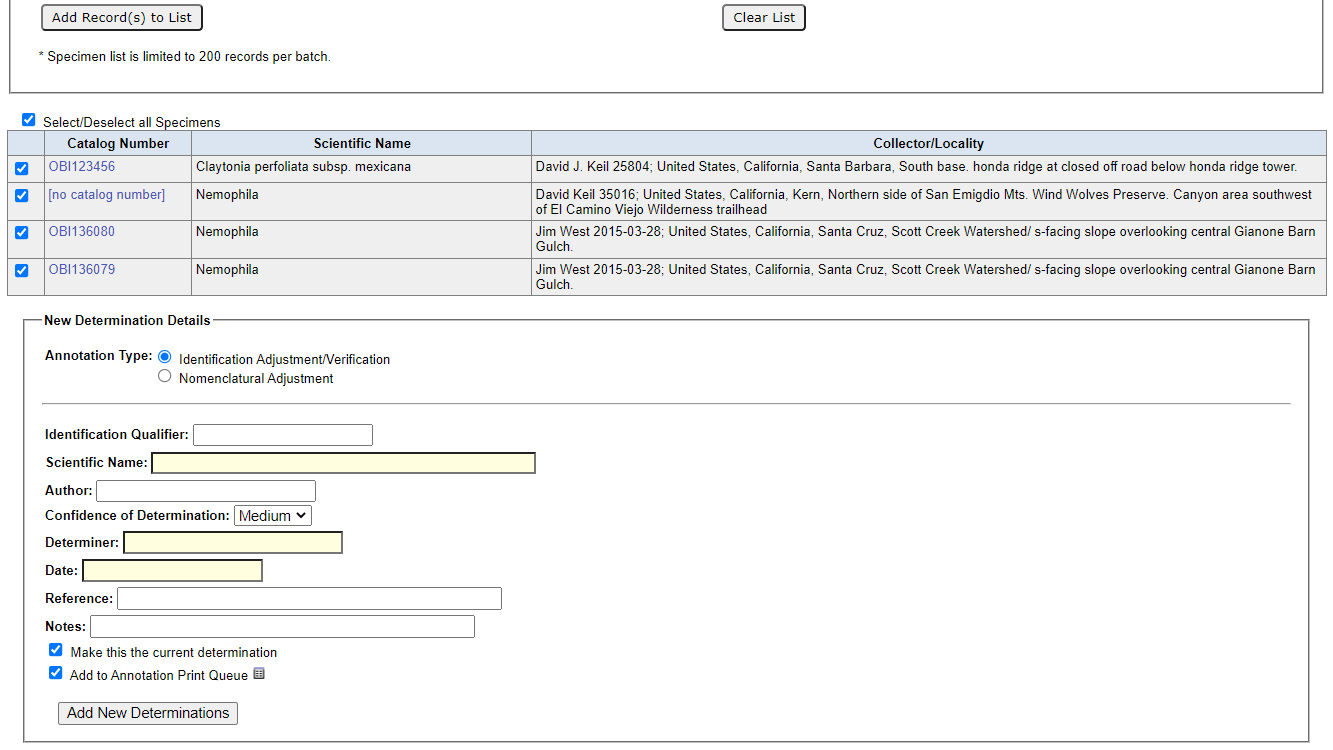 Add Record(s) to List Clear List
* Specimen list is limited to 200 records per batch.
Select/Deselect all Specimens
Catalog Number Scientific Name Collector/Locality
OBI123456 Claytonia perfoliata subsp. mexicana David J. Keil 25804; United States, California, Santa Barbara, South base. honda ridge at closed off road below honda ridge tower.
[no catalog number] Nemophila David Keil 35016; United States, California, Kern, Northern side of San Emigdio Mts. Wind Wolves Preserve. Canyon area southwest
of El Camino Viejo Wilderness trailhead
OBI136080 Nemophila Jim West 2015-03-28; United States, California, Santa Cruz, Scott Creek Watershed/ s-facing slope overlooking central Gianone Barn
Gulch.
OBI136079 Nemophila Jim West 2015-03-28; United States, California, Santa Cruz, Scott Creek Watershed/ s-facing slope overlooking central Gianone Barn
Gulch.
New Determination Details
Annotation Type: Identification Adjustment/Verification
Nomenclatural Adjustment
Identification Qualifier:
Scientific Name:
Author:
Confidence of Determination: Medium
Determiner:
Date:
Reference:
Notes:
Make this the current determination
Add to Annotation Print Queue
Add New Determinations